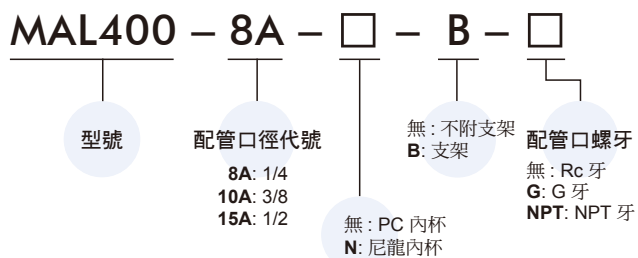 MAL400 – 8A – □ – B – □
型號
配管口徑代號
8A: 1/4
10A: 3/8
15A: 1/2
無 : PC 內杯
N: 尼龍內杯
無 : 不附支架
B: 支架
配管口螺牙
無 : Rc 牙
G: G 牙
NPT: NPT 牙